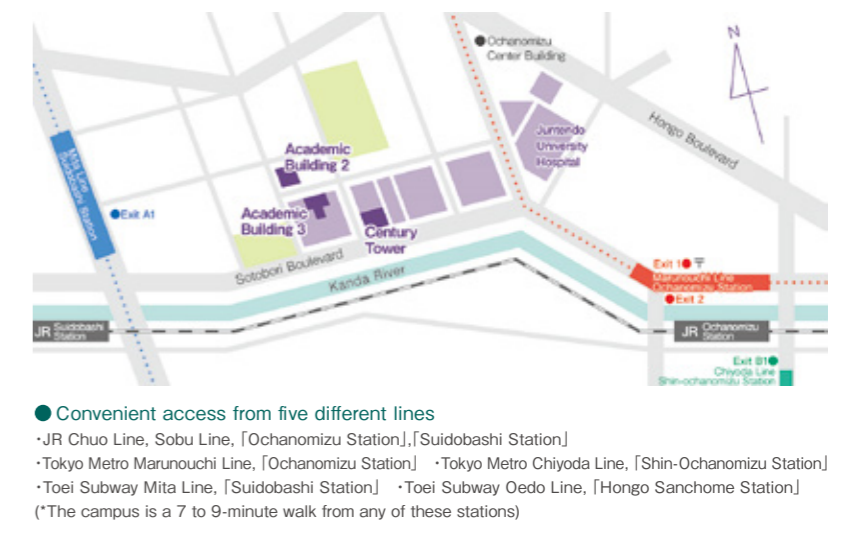 N
Ochanomizu
Center Building
Hongo Boulevard
Juntendo
University
Hospital
Academic
Building 2
Mita Line
Suidobashi Station
Exit A1
Academic
Building 3
Century
Tower
Sotobori Boulevard
Kanda River
Exit 1
Marunouchi Line
Ochanomizu Station
Exit 2
JR Suidobashi
Station
JR Ochanomizu
Station
Exit B1
Chiyoda Line
Shin-ochanomizu Station
●Convenient access from five different lines
・JR Chuo Line, Sobu Line, ｢Ochanomizu Station｣,｢Suidobashi Station｣
・Tokyo Metro Marunouchi Line, ｢Ochanomizu Station｣ ・Tokyo Metro Chiyoda Line, ｢Shin-Ochanomizu Station｣
・Toei Subway Mita Line, ｢Suidobashi Station｣ ・Toei Subway Oedo Line, ｢Hongo Sanchome Station｣
(*The campus is a 7 to 9-minute walk from any of these stations)